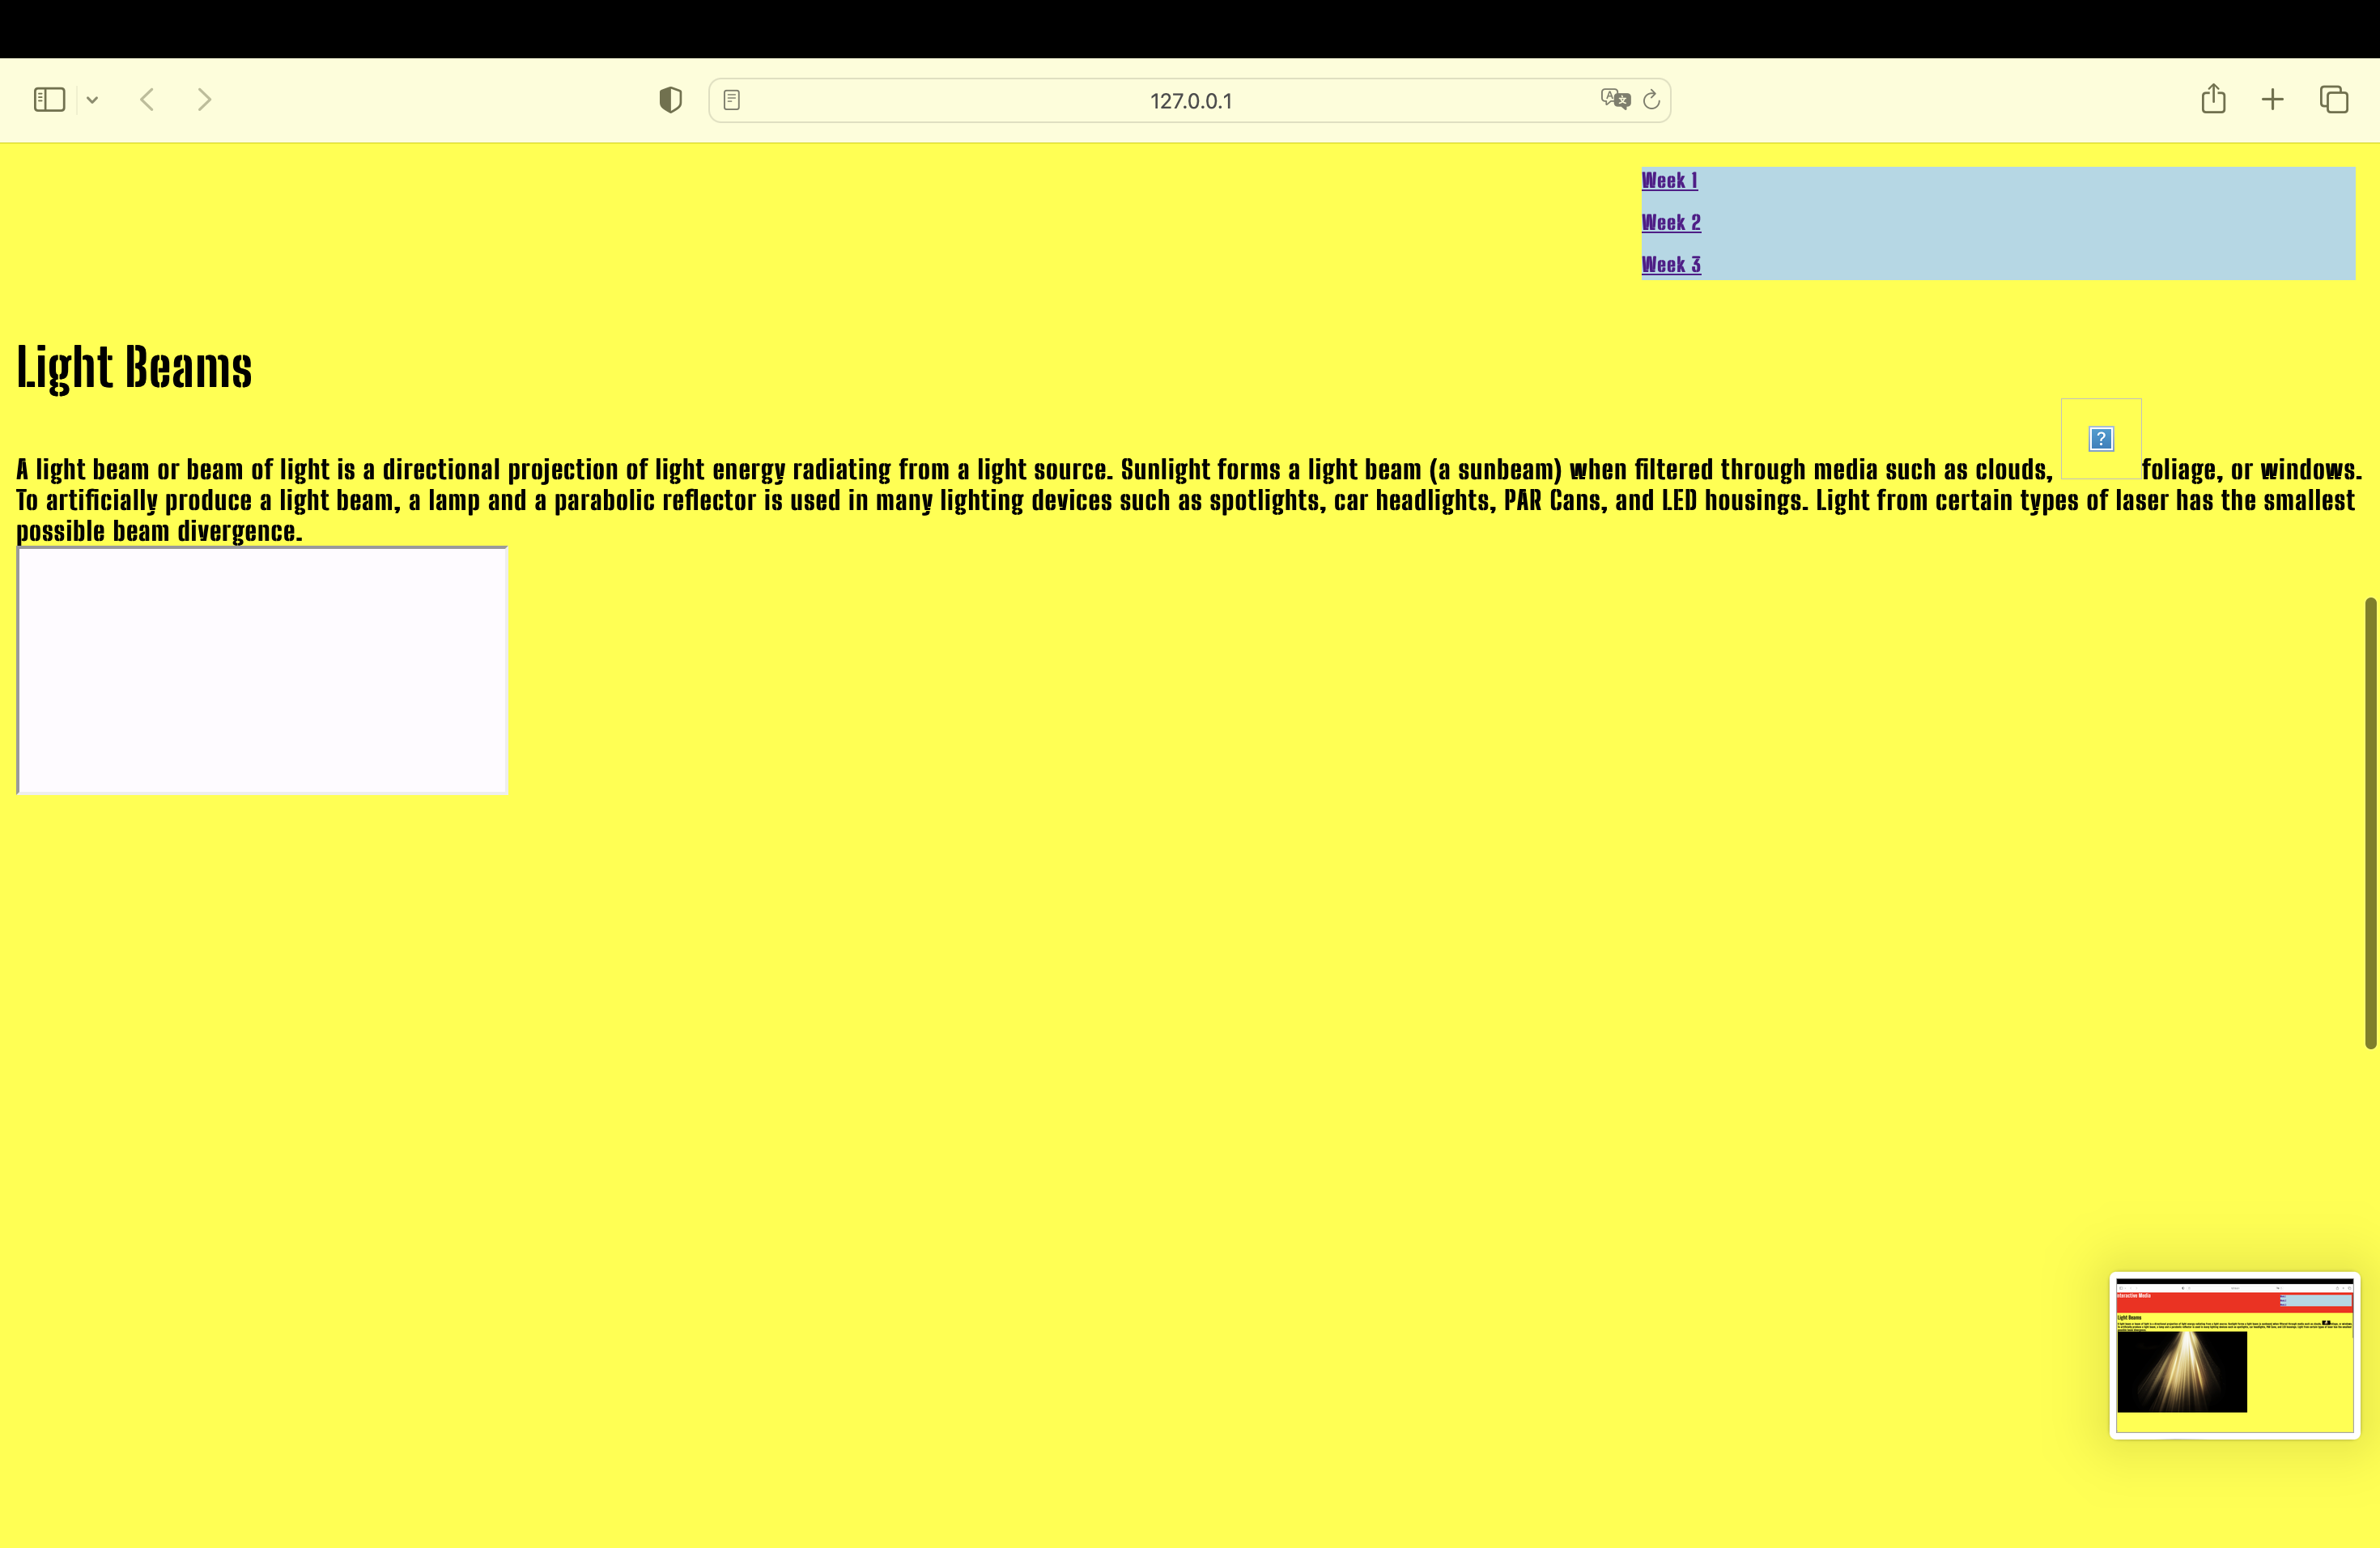 127.0.0.1
Week 1
Week 2
Week 3
Light Beams
A light beam or beam of light is a directional projection of light energy radiating from a light source. Sunlight forms a light beam (a sunbeam) when filtered through media such as clouds, foliage, or windows.
To artificially produce a light beam, a lamp and a parabolic reflector is used in many lighting devices such as spotlights, car headlights, PAR Cans, and LED housings. Light from certain types of laser has the smallest
possible beam divergence.
Interactive Media
Light Beams